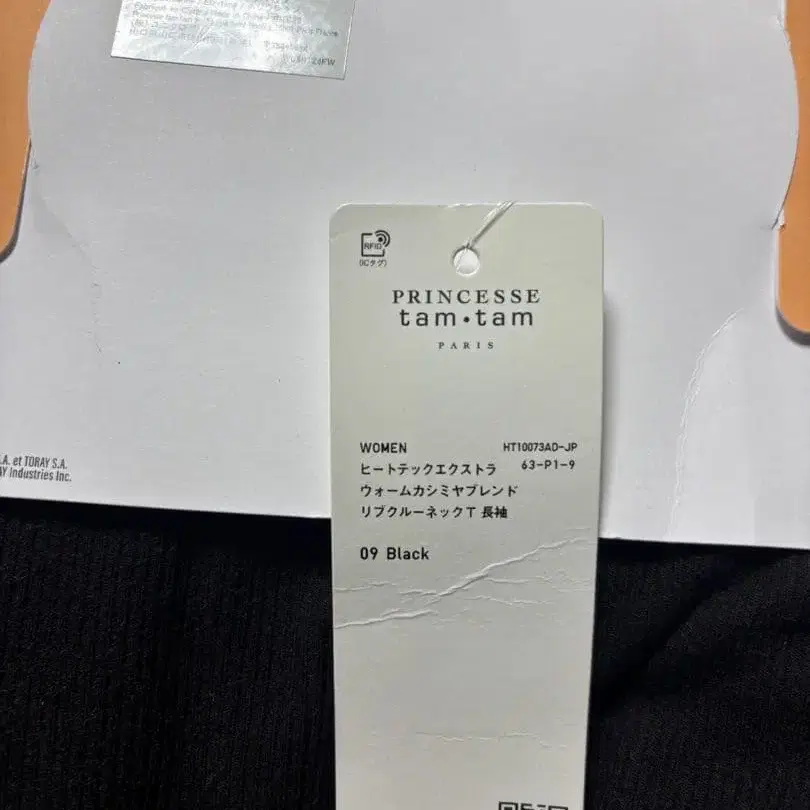 RFID
(ICタグ)
PRINCESSE
tam•tam
PARIS
WOMEN HT10073AD-JP
ヒートテックエクストラ 63-P1-9
ウォームカシミヤブレンド
リブクルーネックT 長袖
09 Black
.A. et TORAY S.A.
AY Industries Inc.